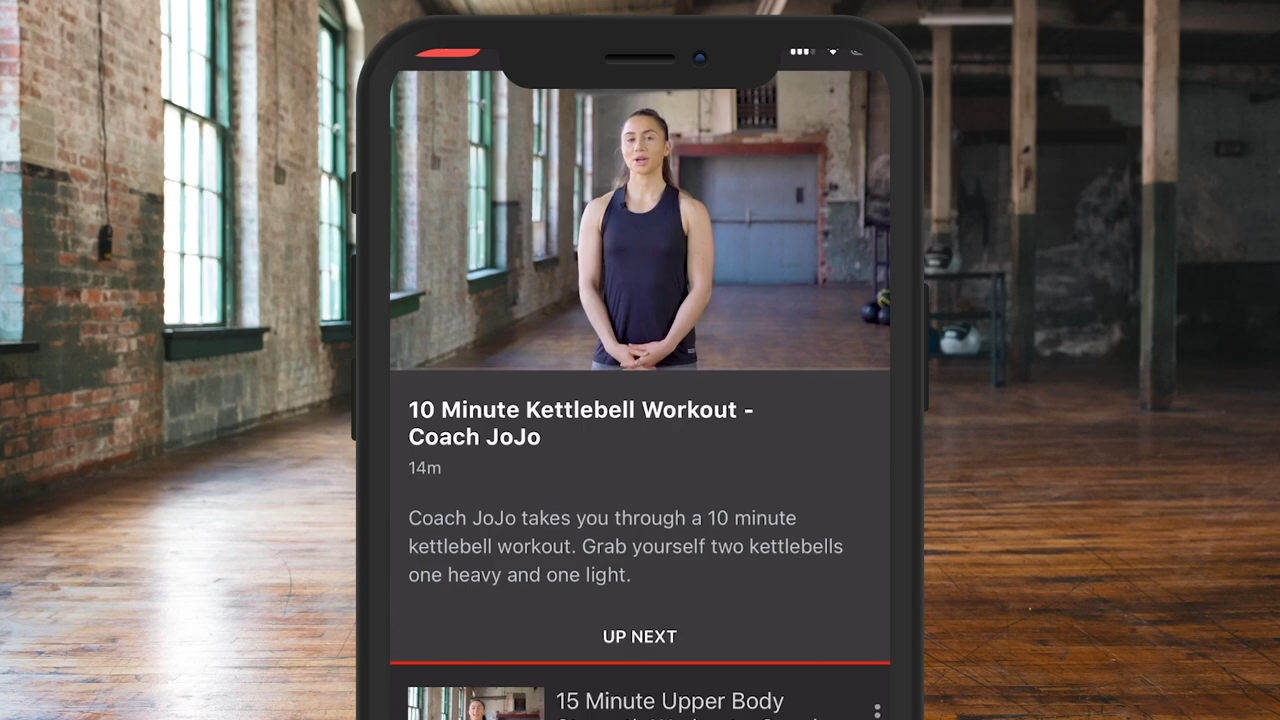 10 Minute Kettlebell Workout -
Coach JoJo
14m
Coach JoJo takes you through a 10 minute
kettlebell workout. Grab yourself two kettlebells
one heavy and one light.
UP NEXT
15 Minute Upper Body